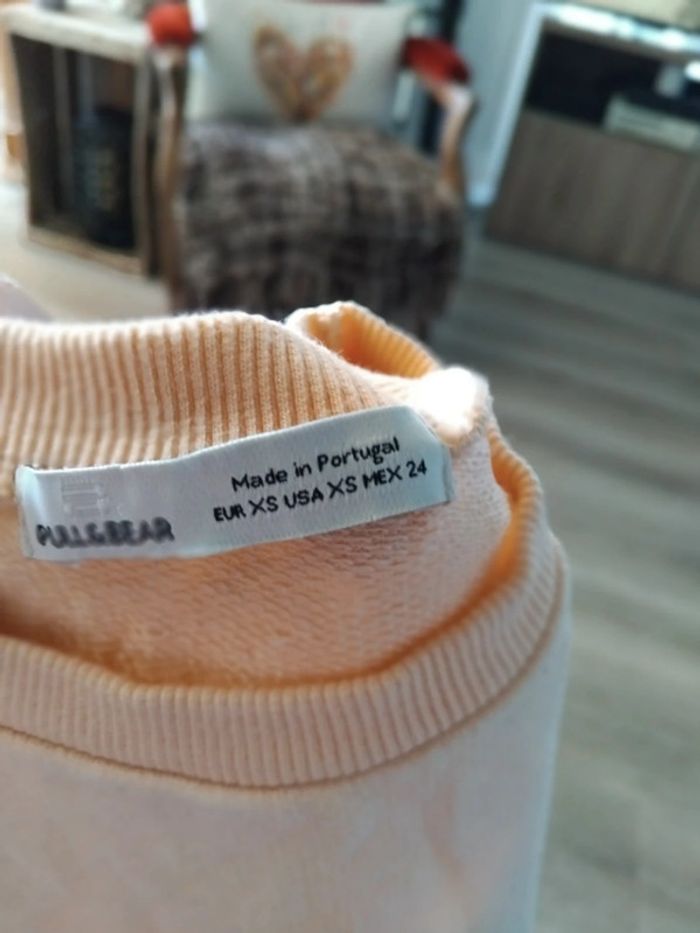 PULL&BEAR
Made in Portugal
EUR XS USA XS MEX 24